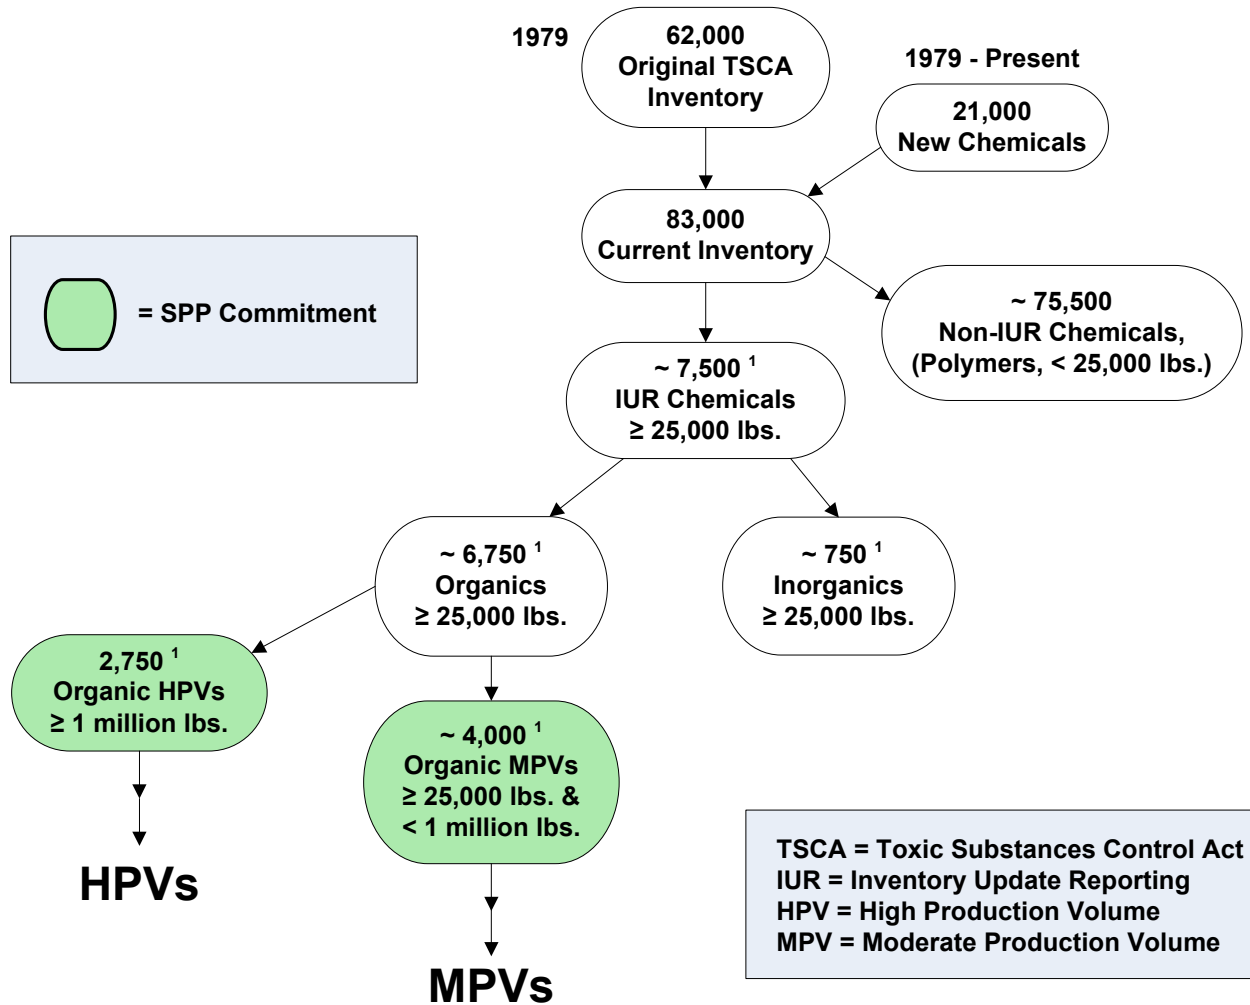 1979
62,000
Original TSCA
Inventory
1979 - Present
21,000
New Chemicals
83,000
Current Inventory
= SPP Commitment
~ 75,500
Non-IUR Chemicals,
(Polymers, < 25,000 lbs.)
~ 7,500 ¹
IUR Chemicals
≥ 25,000 lbs.
~ 6,750 ¹
Organics
≥ 25,000 lbs.
~ 750 ¹
Inorganics
≥ 25,000 lbs.
2,750 ¹
Organic HPVs
≥ 1 million lbs.
~ 4,000 ¹
Organic MPVs
≥ 25,000 lbs. &
< 1 million lbs.
HPVs
MPVs
TSCA = Toxic Substances Control Act
IUR = Inventory Update Reporting
HPV = High Production Volume
MPV = Moderate Production Volume